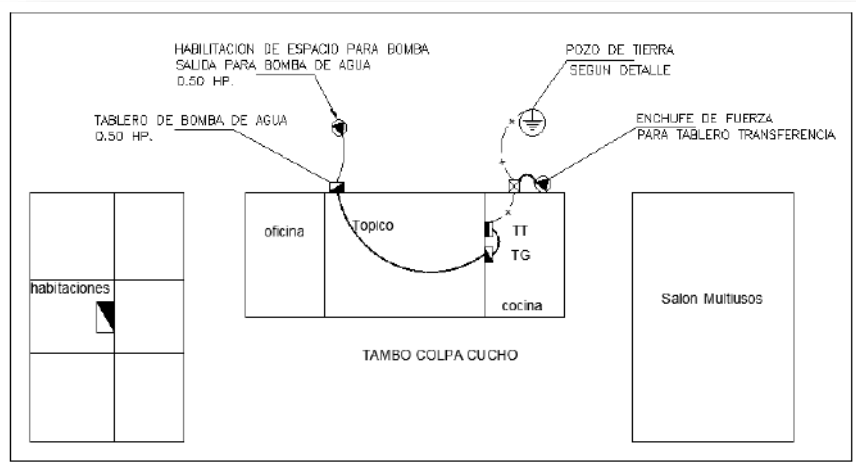 HABILITACION DE ESPACIO PARA BOMBA
SALIDA PARA BOMBA DE AGUA
0.50 HP.
POZO DE TIERRA
SEGUN DETALLE
TABLERO DE BOMBA DE AGUA
0.50 HP.
ENCHUFE DE FUERZA
PARA TABLERO TRANSFERENCIA
oficina
Topico
TT
TG
habitaciones
cocina
Salon Multiusos
TAMBO COLPA CUCHO